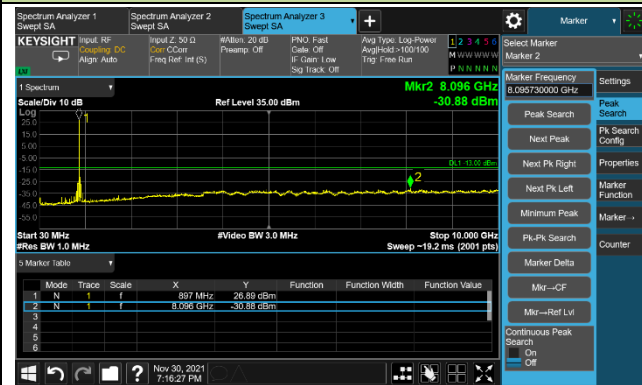 Spectrum Analyzer 1
Swept SA
Spectrum Analyzer 2
Swept SA
Spectrum Analyzer 3
Swept SA
+
Marker
KEYSIGHT
Input: RF
Coupling: DC
Align: Auto
Input Z: 50 Ω
Corr CCorr
Freq Ref: Int (S)
#Atten: 20 dB
Preamp: Off
PNO: Fast
Gate: Off
IF Gain: Low
Sig Track: Off
Avg Type: Log-Power
Avg|Hold:>100/100
Trig: Free Run
1 2 3 4 5 6
M W W W W W
P N N N N N
LM
Select Marker
Marker 2
Marker Frequency
8.095730000 GHz
Settings
Peak Search
Peak
Search
Next Peak
Pk Search
Config
Next Pk Right
Properties
Next Pk Left
Marker
Function
Minimum Peak
Marker→
Pk-Pk Search
Counter
Marker Delta
Mkr→CF
Mkr→Ref Lvl
Continuous Peak
Search
On
Off
1 Spectrum
Scale/Div 10 dB
Ref Level 35.00 dBm
Mkr2 8.096 GHz
-30.88 dBm
Log
25.0
15.0
5.00
-5.00
-15.0
-25.0
-35.0
-45.0
-55.0
DL1 -13.00 dBm
2
Start 30 MHz
#Video BW 3.0 MHz
Stop 10.000 GHz
#Res BW 1.0 MHz
Sweep ~19.2 ms (2001 pts)
5 Marker Table
Mode Trace Scale X Y Function Function Width Function Value
1 N 1 f 897 MHz 26.89 dBm
2 N 1 f 8.096 GHz -30.88 dBm
3
4
5
6
?
Nov 30, 2021
7:16:27 PM